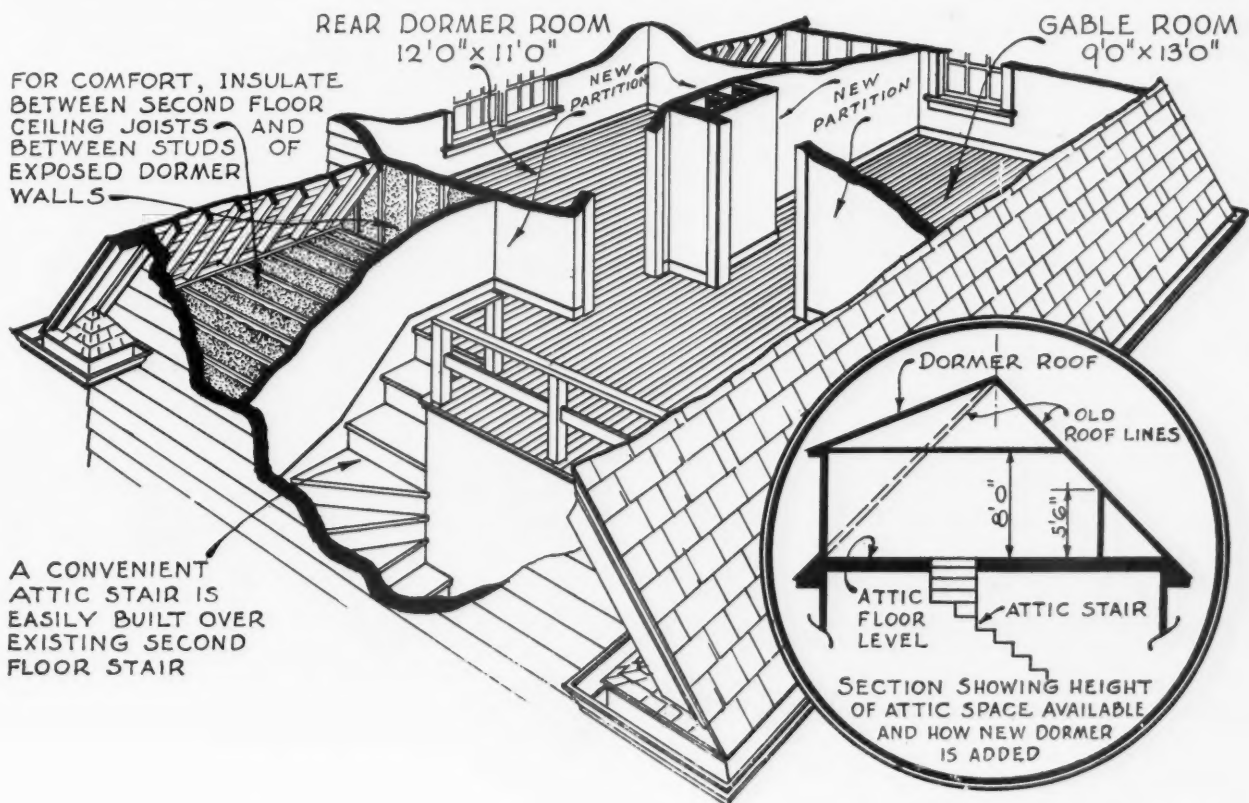 REAR DORMER ROOM
12'0" x 11'0"
GABLE ROOM
9'0" x 13'0"
FOR COMFORT, INSULATE
BETWEEN SECOND FLOOR
CEILING JOISTS AND
BETWEEN STUDS OF
EXPOSED DORMER
WALLS
NEW
PARTITION
NEW
PARTITION
A CONVENIENT
ATTIC STAIR IS
EASILY BUILT OVER
EXISTING SECOND
FLOOR STAIR
DORMER ROOF
OLD
ROOF LINES
8'0"
5'6"
ATTIC
FLOOR
LEVEL
ATTIC STAIR
SECTION SHOWING HEIGHT
OF ATTIC SPACE AVAILABLE
AND HOW NEW DORMER
IS ADDED